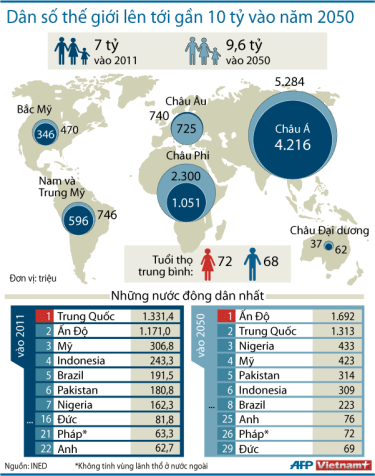 Dân số thế giới lên tới gần 10 tỷ vào năm 2050
7 tỷ
vào 2011
9,6 tỷ
vào 2050
Bắc Mỹ
346
470
Châu Âu
740
725
5.284
Châu Á
4.216
Châu Phi
2.300
1.051
Nam và
Trung Mỹ
596
746
Châu Đại dương
37
62
Tuổi thọ
trung bình:
72
68
Đơn vị: triệu
Những nước đông dân nhất
vào 2011
1 Trung Quốc 1.331,4
2 Ấn Độ 1.171,0
3 Mỹ 306,8
4 Indonesia 243,3
5 Brazil 191,5
6 Pakistan 180,8
7 Nigeria 162,3
... 16 Đức 81,8
21 Pháp* 63,3
22 Anh 62,7
vào 2050
1 Ấn Độ 1.692
2 Trung Quốc 1.313
3 Nigeria 433
4 Mỹ 423
5 Pakistan 314
6 Indonesia 309
... 8 Brazil 223
25 Anh 76
26 Pháp* 72
29 Đức 69
Nguồn: INED
*Không tính vùng lãnh thổ ở nước ngoài
AFP Vietnam+